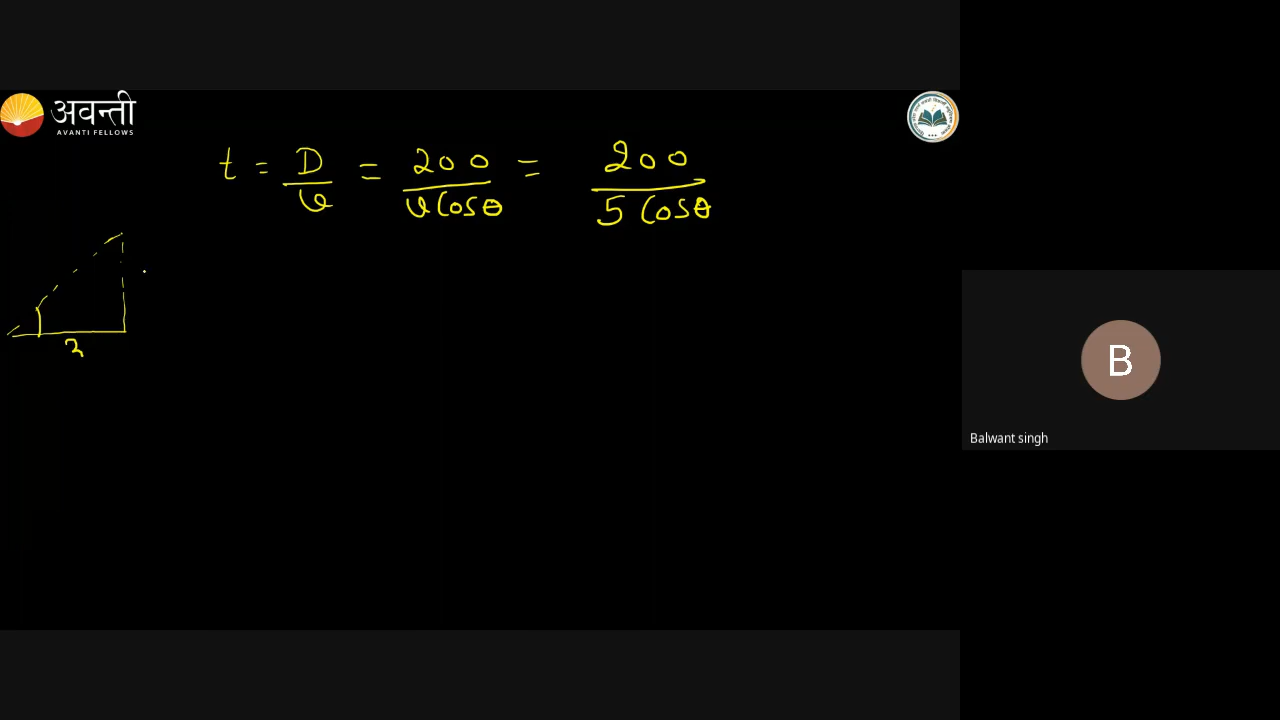 अवन्ती
AVANTI FELLOWS
t = D/v = 200/v Cosθ = 200/5 Cosθ
3
B
Balwant singh